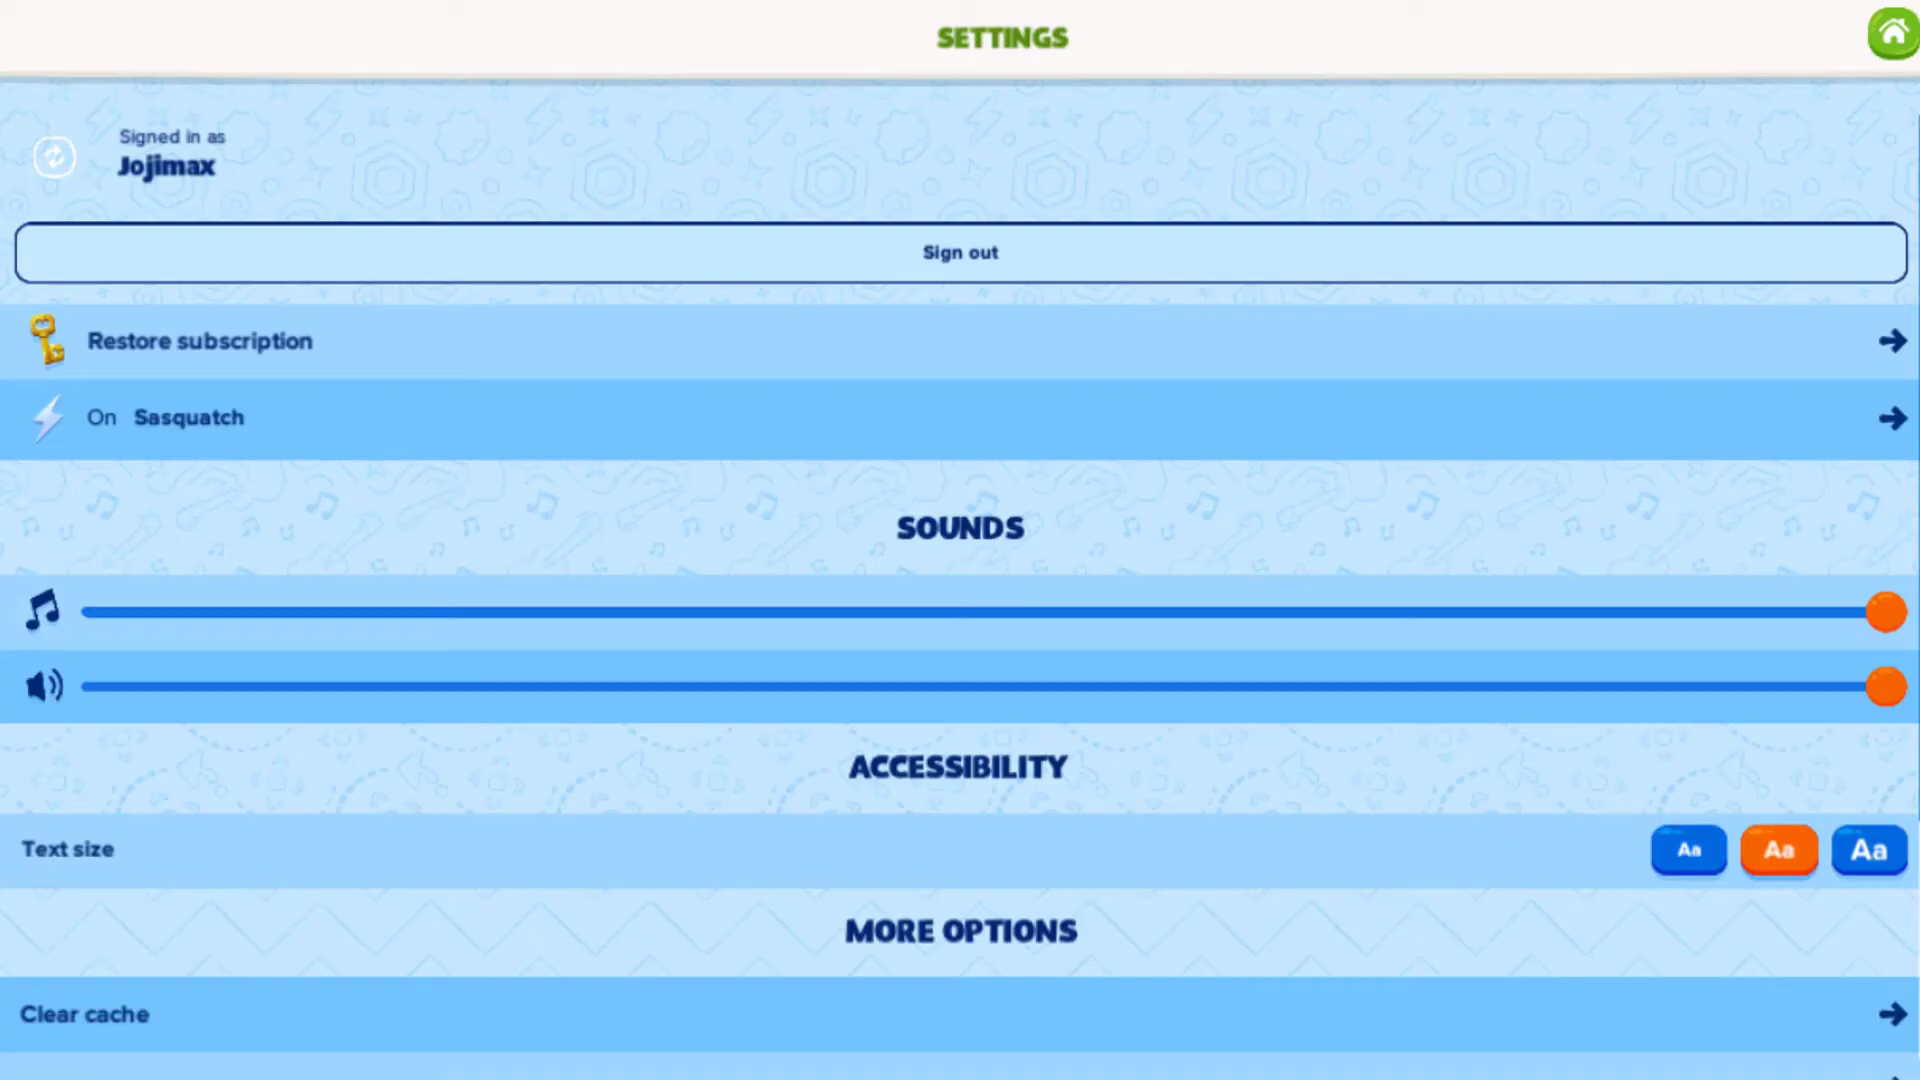 SETTINGS
Signed in as
Jojimax
Sign out
Restore subscription
On Sasquatch
SOUNDS
ACCESSIBILITY
Text size
Aa Aa Aa
MORE OPTIONS
Clear cache